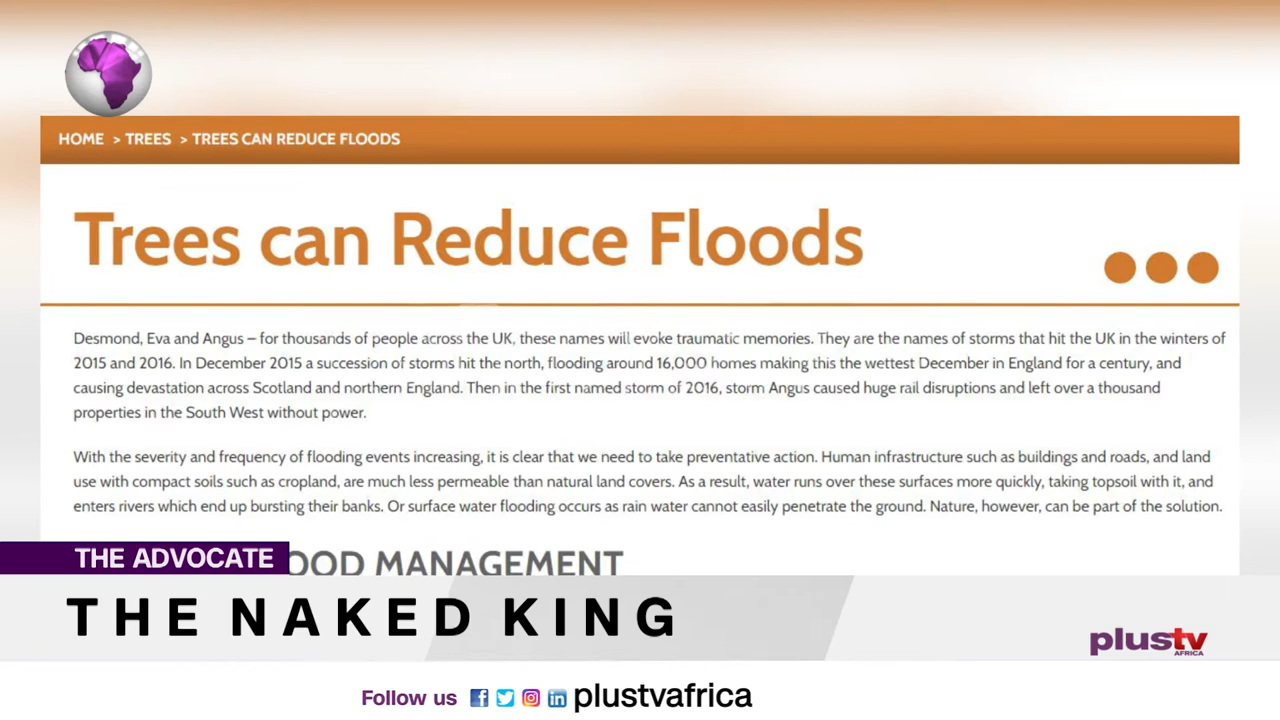 HOME > TREES > TREES CAN REDUCE FLOODS
Trees can Reduce Floods
Desmond, Eva and Angus – for thousands of people across the UK, these names will evoke traumatic memories. They are the names of storms that hit the UK in the winters of
2015 and 2016. In December 2015 a succession of storms hit the north, flooding around 16,000 homes making this the wettest December in England for a century, and
causing devastation across Scotland and northern England. Then in the first named storm of 2016, storm Angus caused huge rail disruptions and left over a thousand
properties in the South West without power.
With the severity and frequency of flooding events increasing, it is clear that we need to take preventative action. Human infrastructure such as buildings and roads, and land
use with compact soils such as cropland, are much less permeable than natural land covers. As a result, water runs over these surfaces more quickly, taking topsoil with it, and
enters rivers which end up bursting their banks. Or surface water flooding occurs as rain water cannot easily penetrate the ground. Nature, however, can be part of the solution.
MANAGEMENT
THE ADVOCATE
THE NAKED KING
plustv
AFRICA
Follow us plustvafrica